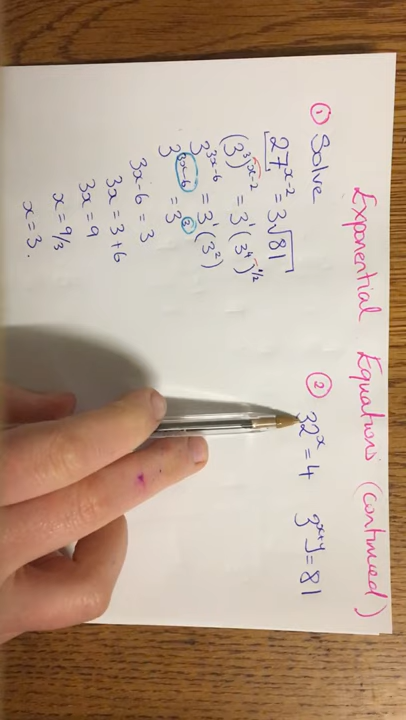 Exponential Equations (continued)
① Solve
27^(x-2) = 3√81
(3³)^(x-2) = 3¹(3⁴)^(1/2)
3^(3x-6) = 3¹(3²)
3^(3x-6) = 3³
3x-6 = 3
3x = 3+6
3x = 9
x = 9/3
x = 3.
② 32^x = 4 3^(x+y) = 81